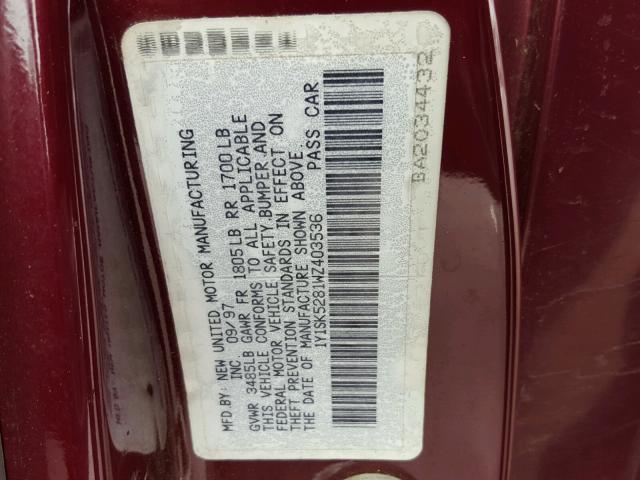 MFD BY NEW UNITED MOTOR MANUFACTURING
INC 09/97
GVWR 3485LB GAWR FR 1805LB RR 1700LB
THIS VEHICLE CONFORMS TO ALL APPLICABLE
FEDERAL MOTOR VEHICLE SAFETY,BUMPER,AND
THEFT PREVENTION STANDARDS IN EFFECT ON
THE DATE OF MANUFACTURE SHOWN ABOVE
1Y1SK5281WZ403536 PASS CAR
BA2034432